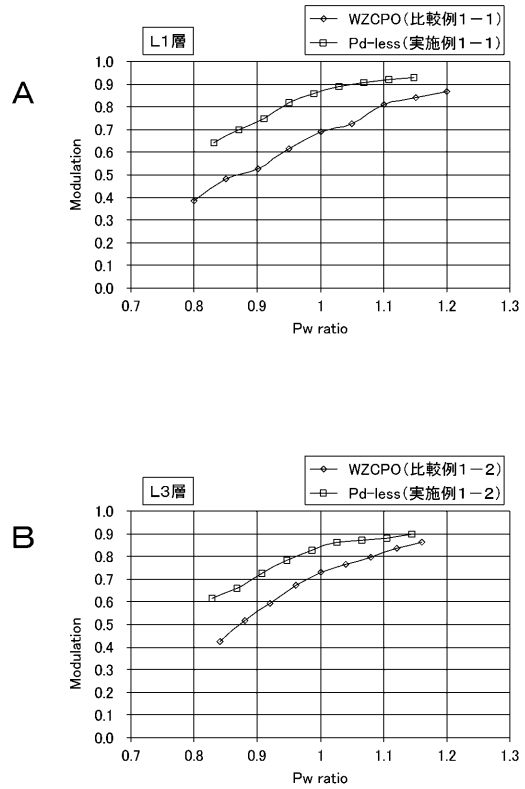 A
L1層
WZCPO(比較例1-1)
Pd-less(実施例1-1)
Modulation
1.0
0.9
0.8
0.7
0.6
0.5
0.4
0.3
0.2
0.1
0.0
0.7 0.8 0.9 1 1.1 1.2 1.3
Pw ratio
B
L3層
WZCPO(比較例1-2)
Pd-less(実施例1-2)
Modulation
1.0
0.9
0.8
0.7
0.6
0.5
0.4
0.3
0.2
0.1
0.0
0.7 0.8 0.9 1 1.1 1.2 1.3
Pw ratio